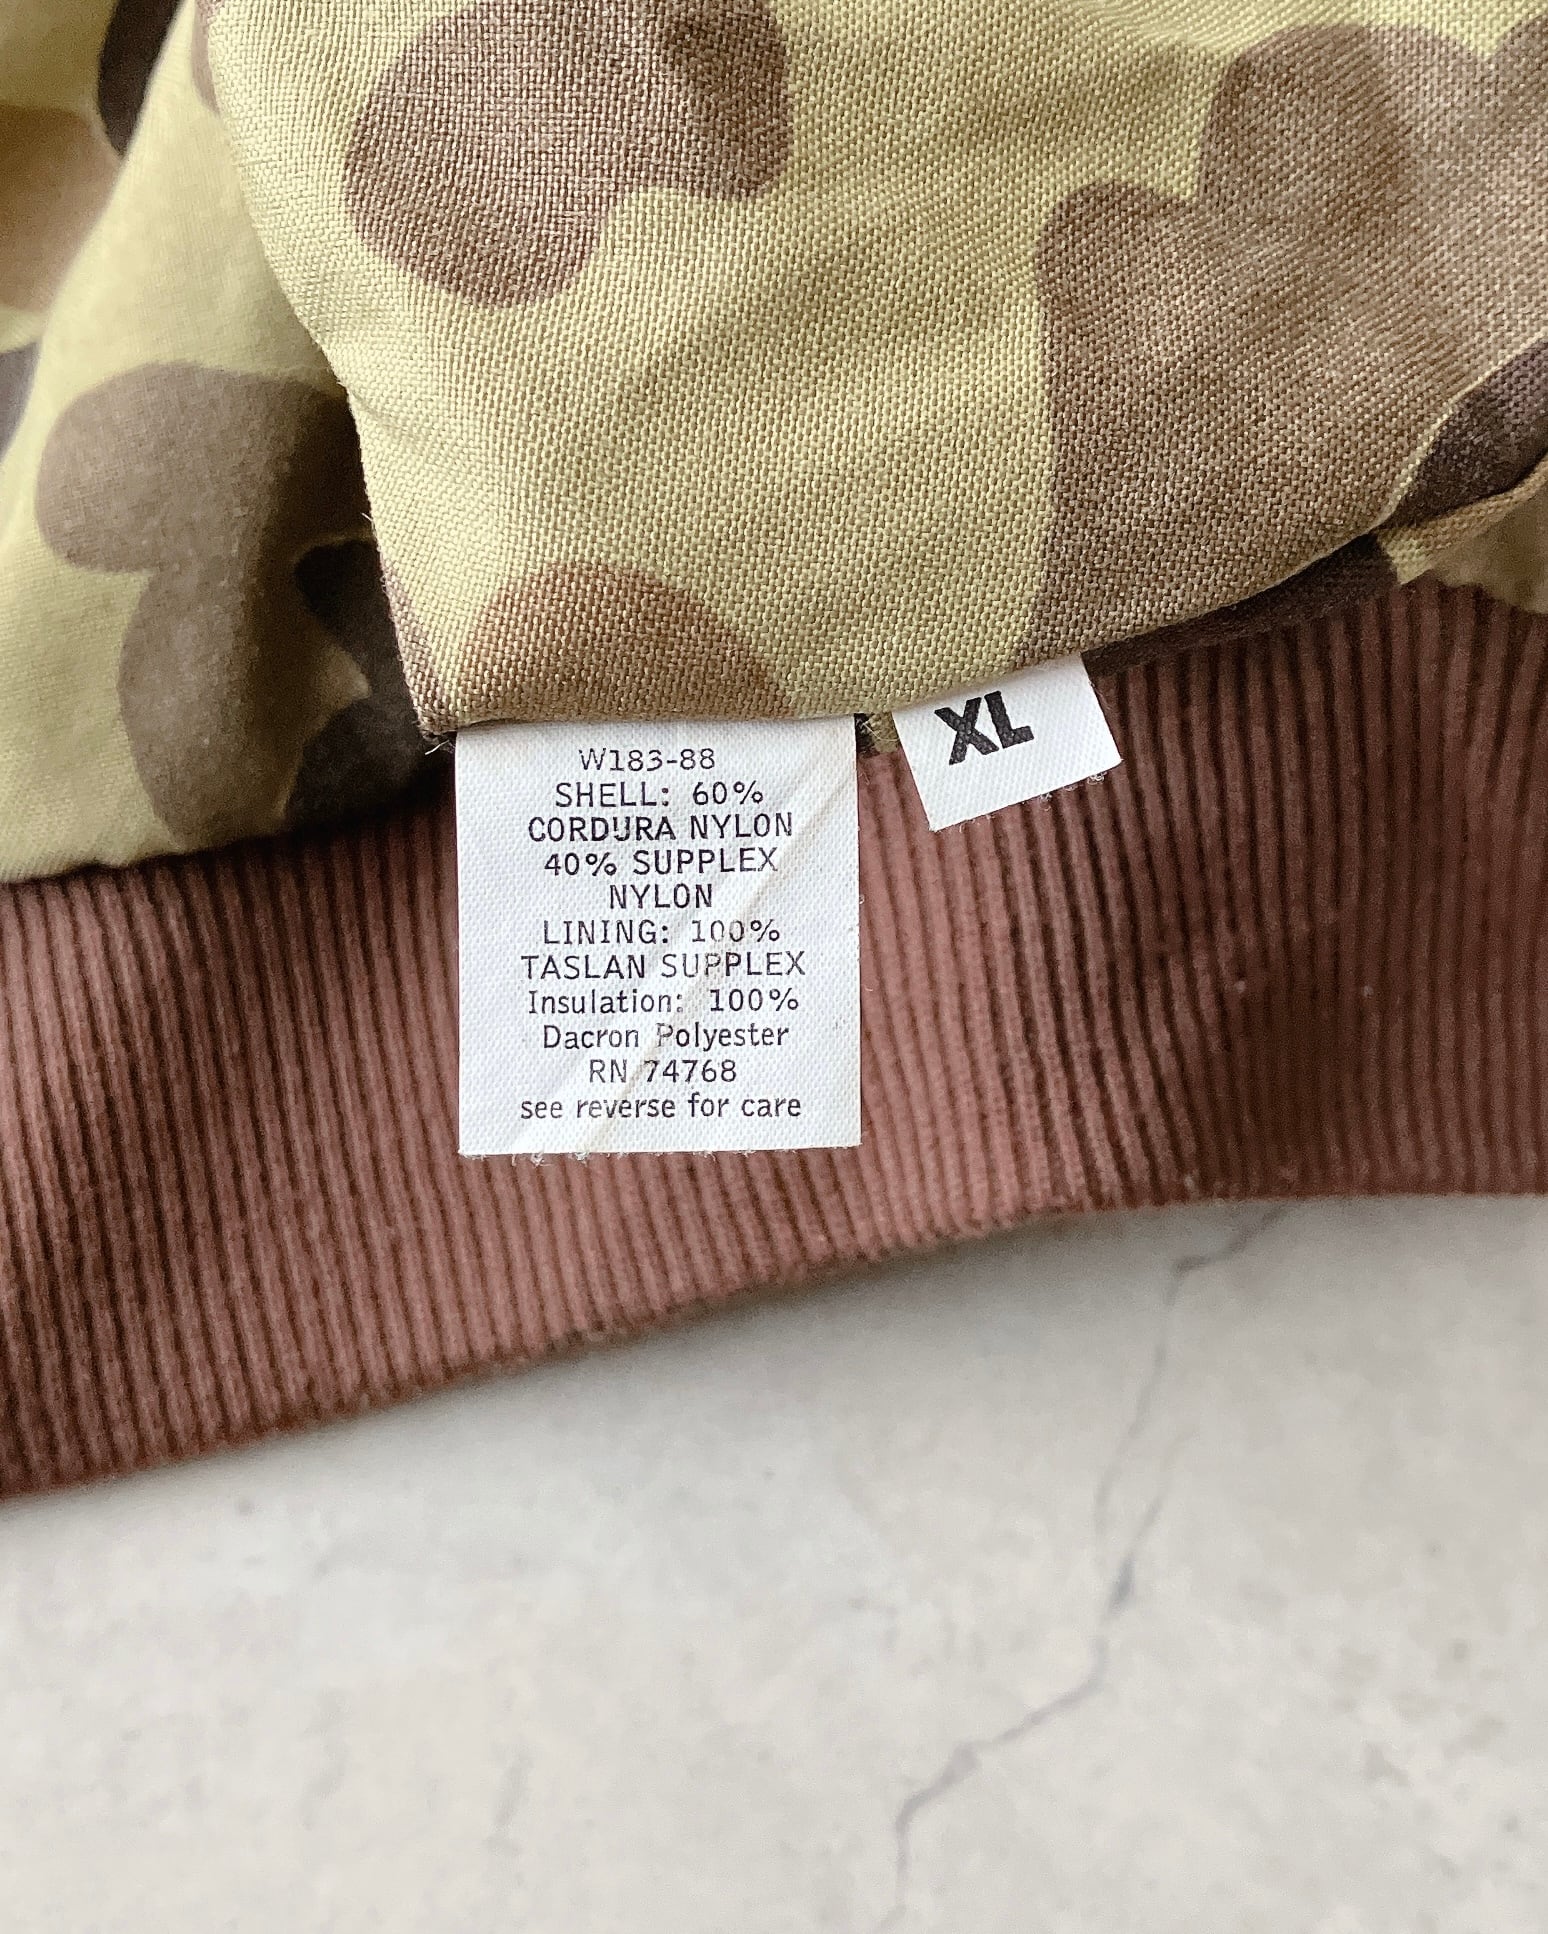 W183-88
SHELL: 60%
CORDURA NYLON
40% SUPPLEX
NYLON
LINING: 100%
TASLAN SUPPLEX
Insulation: 100%
Dacron Polyester
RN 74768
see reverse for care
XL